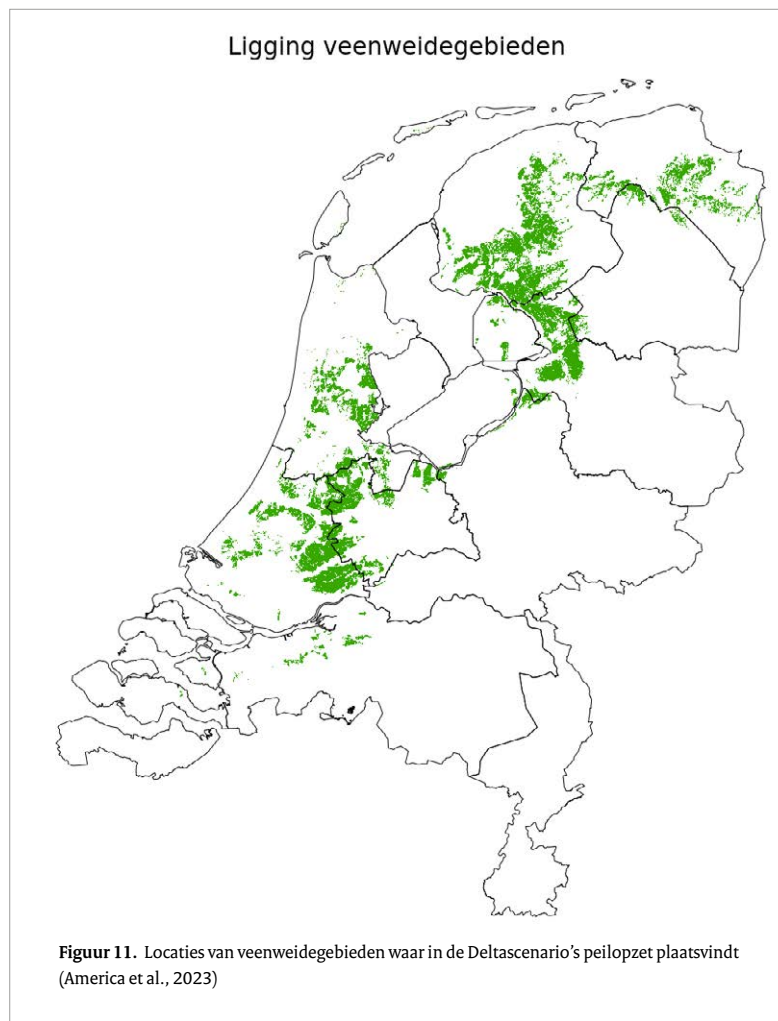 Ligging veenweidegebieden
Figuur 11. Locaties van veenweidegebieden waar in de Deltascenario's peilopzet plaatsvindt
(America et al., 2023)